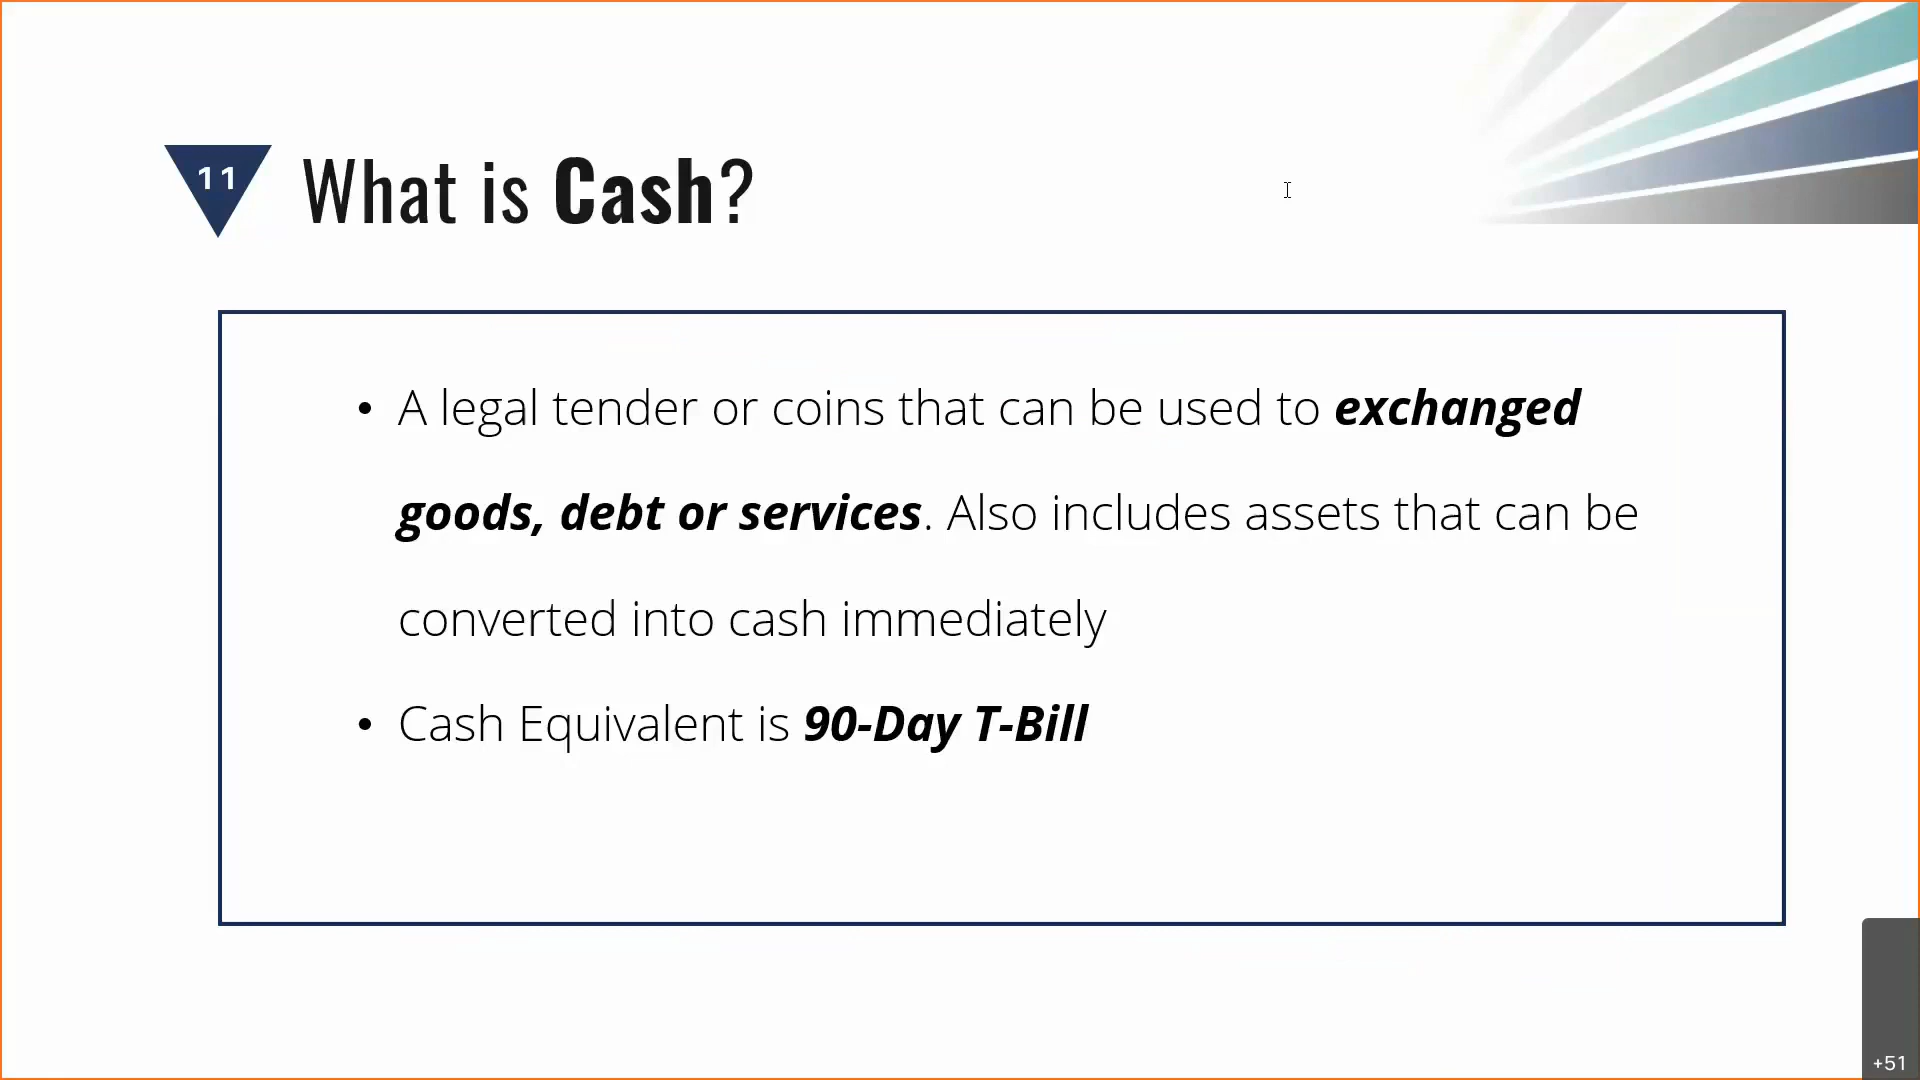 11
What is Cash?
• A legal tender or coins that can be used to exchanged
goods, debt or services. Also includes assets that can be
converted into cash immediately
• Cash Equivalent is 90-Day T-Bill
+51